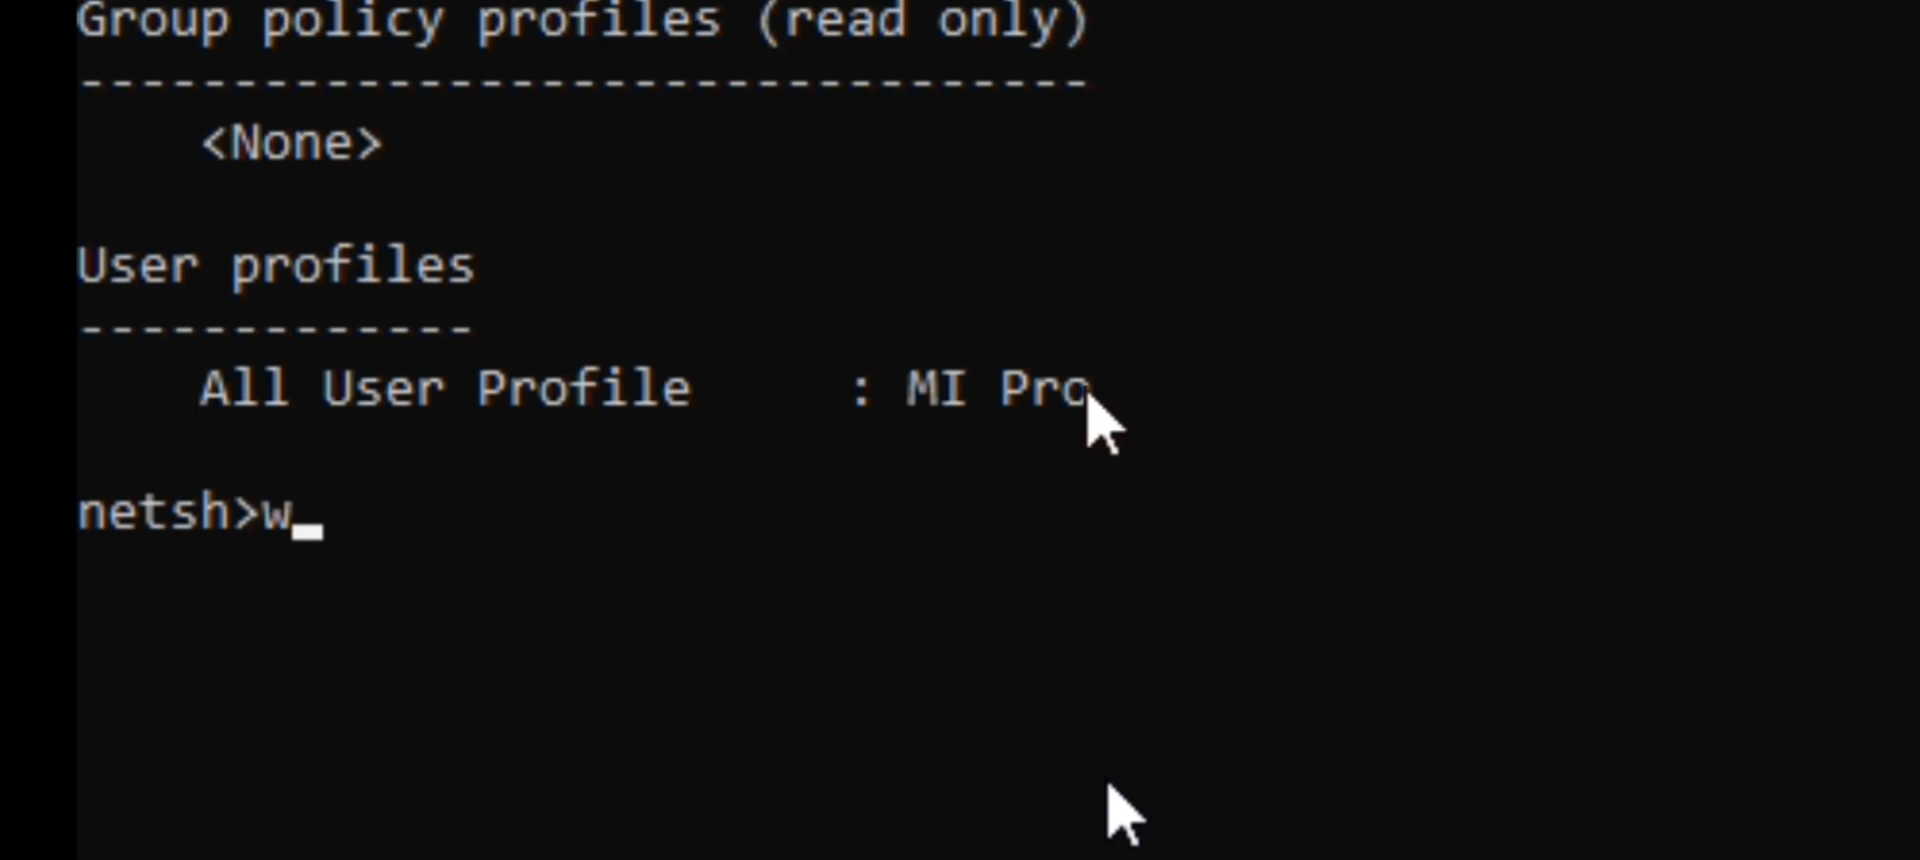 Group policy profiles (read only)
---------------------------------
<None>
User profiles
-------------
All User Profile     : MI Pro
netsh>w